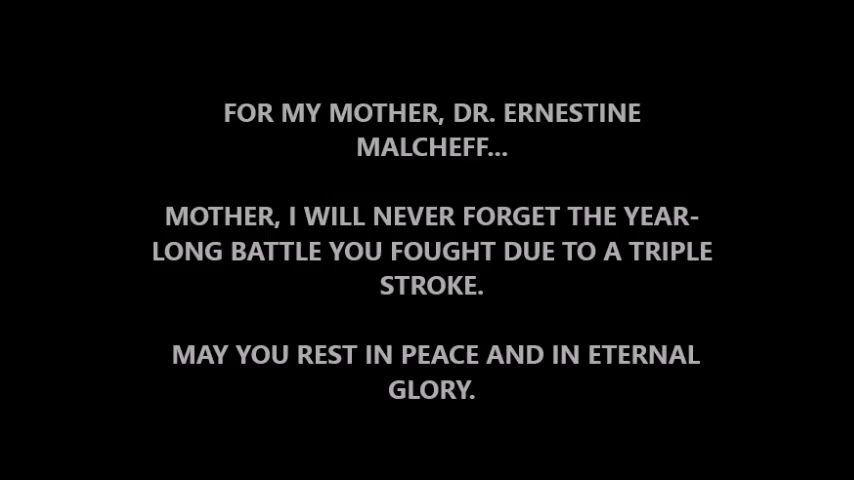 FOR MY MOTHER, DR. ERNESTINE
MALCHEFF...
MOTHER, I WILL NEVER FORGET THE YEAR-
LONG BATTLE YOU FOUGHT DUE TO A TRIPLE
STROKE.
MAY YOU REST IN PEACE AND IN ETERNAL
GLORY.